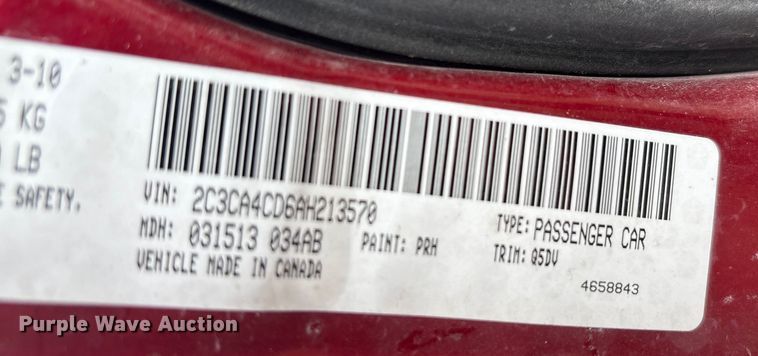 3-10
KG
LB
SAFETY.
VIN: 2C3CA4CD6AH213570
TYPE: PASSENGER CAR
MDH: 031513 034AB
PAINT: PRH
TRIM: Q5DV
VEHICLE MADE IN CANADA
4658843
Purple Wave Auction